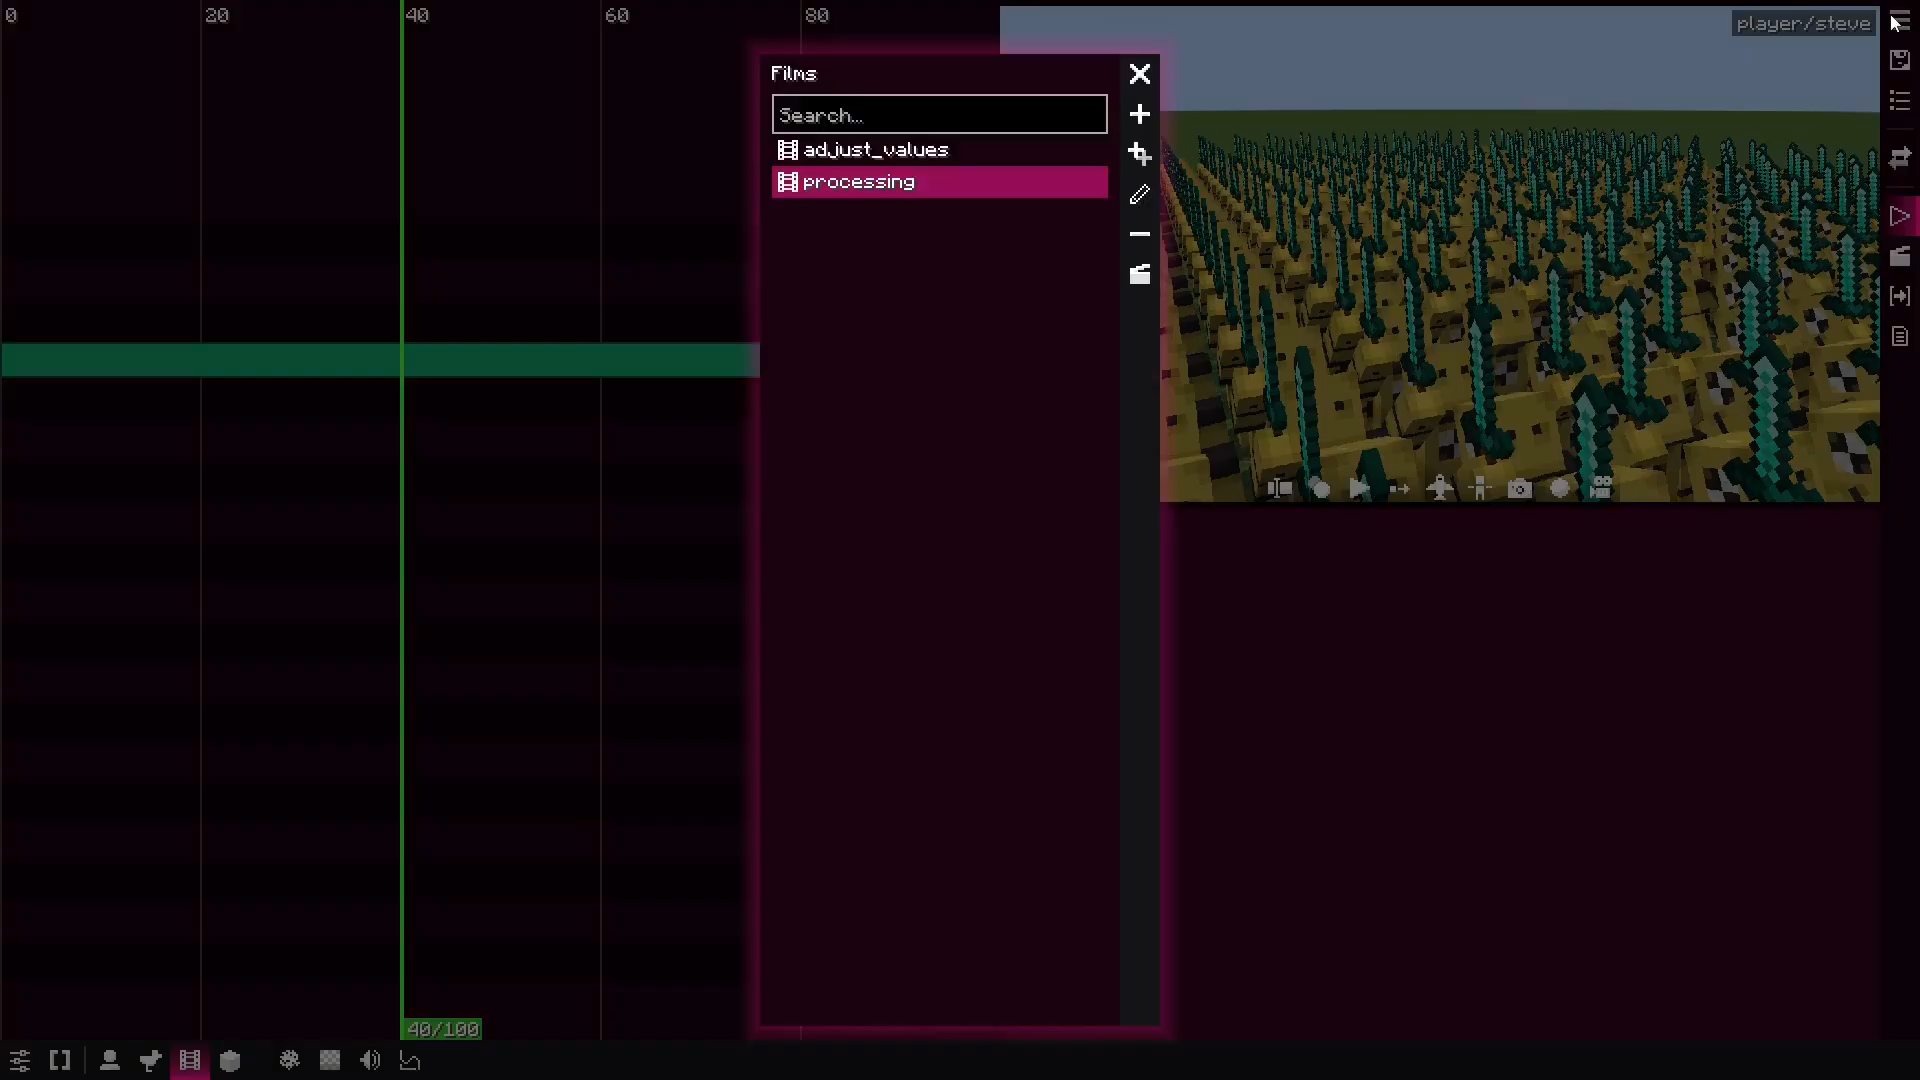 0 20 40 60 80
player/steve
Films
Search...
adjust_values
processing
40/100